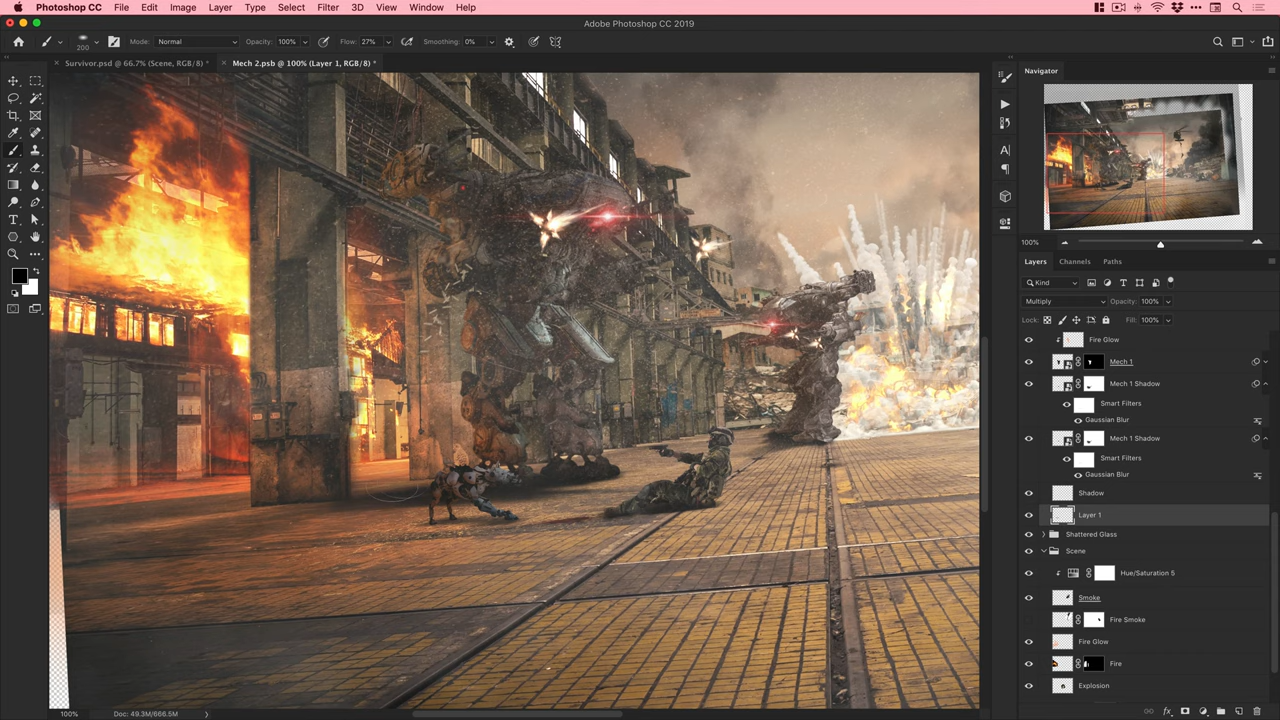 Photoshop CC File Edit Image Layer Type Select Filter 3D View Window Help
Adobe Photoshop CC 2019
200 Mode: Normal Opacity: 100% Flow: 27% Smoothing: 0%
× Survivor.psd @ 66.7% (Scene, RGB/8) * × Mech 2.psb @ 100% (Layer 1, RGB/8) *
Navigator
100%
Layers Channels Paths
Kind
Multiply Opacity: 100%
Lock: Fill: 100%
Fire Glow
Mech 1
Mech 1 Shadow
Smart Filters
Gaussian Blur
Mech 1 Shadow
Smart Filters
Gaussian Blur
Shadow
Layer 1
Shattered Glass
Scene
Hue/Saturation 5
Smoke
Fire Smoke
Fire Glow
Fire
Explosion
100% Doc: 49.3M/666.5M